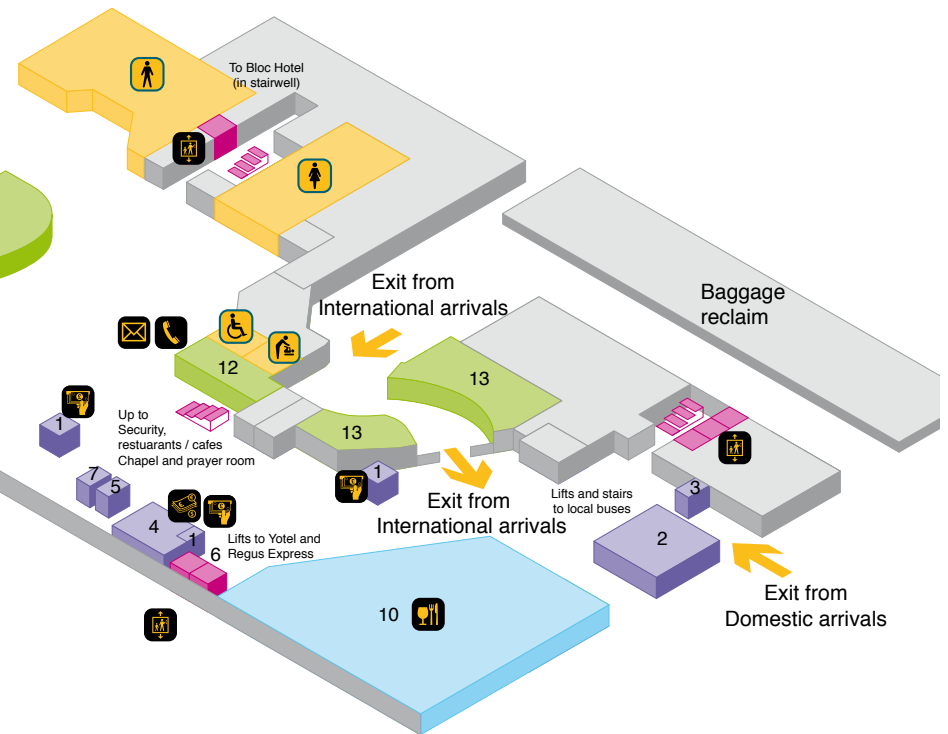 To Bloc Hotel
(in stairwell)
Exit from
International arrivals
Baggage
reclaim
12
13
1
Up to
Security,
restuarants / cafes
Chapel and prayer room
13
7
5
1
Exit from
International arrivals
Lifts and stairs
to local buses
3
4
1
6
Lifts to Yotel and
Regus Express
2
Exit from
Domestic arrivals
10